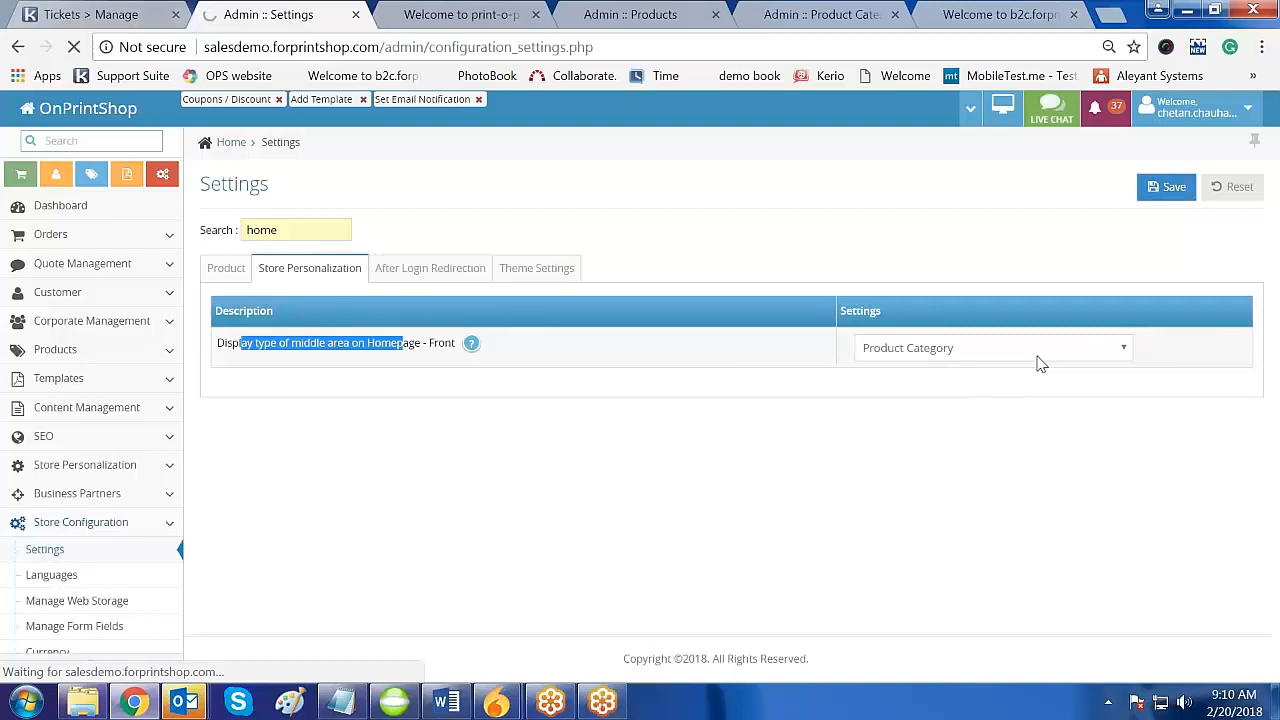 Tickets > Manage
Admin :: Settings
Welcome to print
Admin :: Products
Admin :: Product Cate
Welcome to b2c.forp
Not secure
salesdemo.forprintshop.com/admin/configuration_settings.php
Apps
Support Suite
OPS website
Welcome to b2c.forp
PhotoBook
Collaborate.
Time
demo book
Kerio
Welcome
MobileTest.me - Test
Aleyant Systems
»
OnPrintShop
Coupons / Discount
Add Template
Set Email Notification
LIVE CHAT
37
Welcome,
chetan.chauha...
Search
Home > Settings
Settings
Save
Reset
Search : home
Product
Store Personalization
After Login Redirection
Theme Settings
Description
Settings
Display type of middle area on Homepage - Front
?
Product Category
Dashboard
Orders
Quote Management
Customer
Corporate Management
Products
Templates
Content Management
SEO
Store Personalization
Business Partners
Store Configuration
Settings
Languages
Manage Web Storage
Manage Form Fields
Currency
Copyright ©2018. All Rights Reserved.
Waiting for salesdemo.forprintshop.com...
9:10 AM
2/20/2018